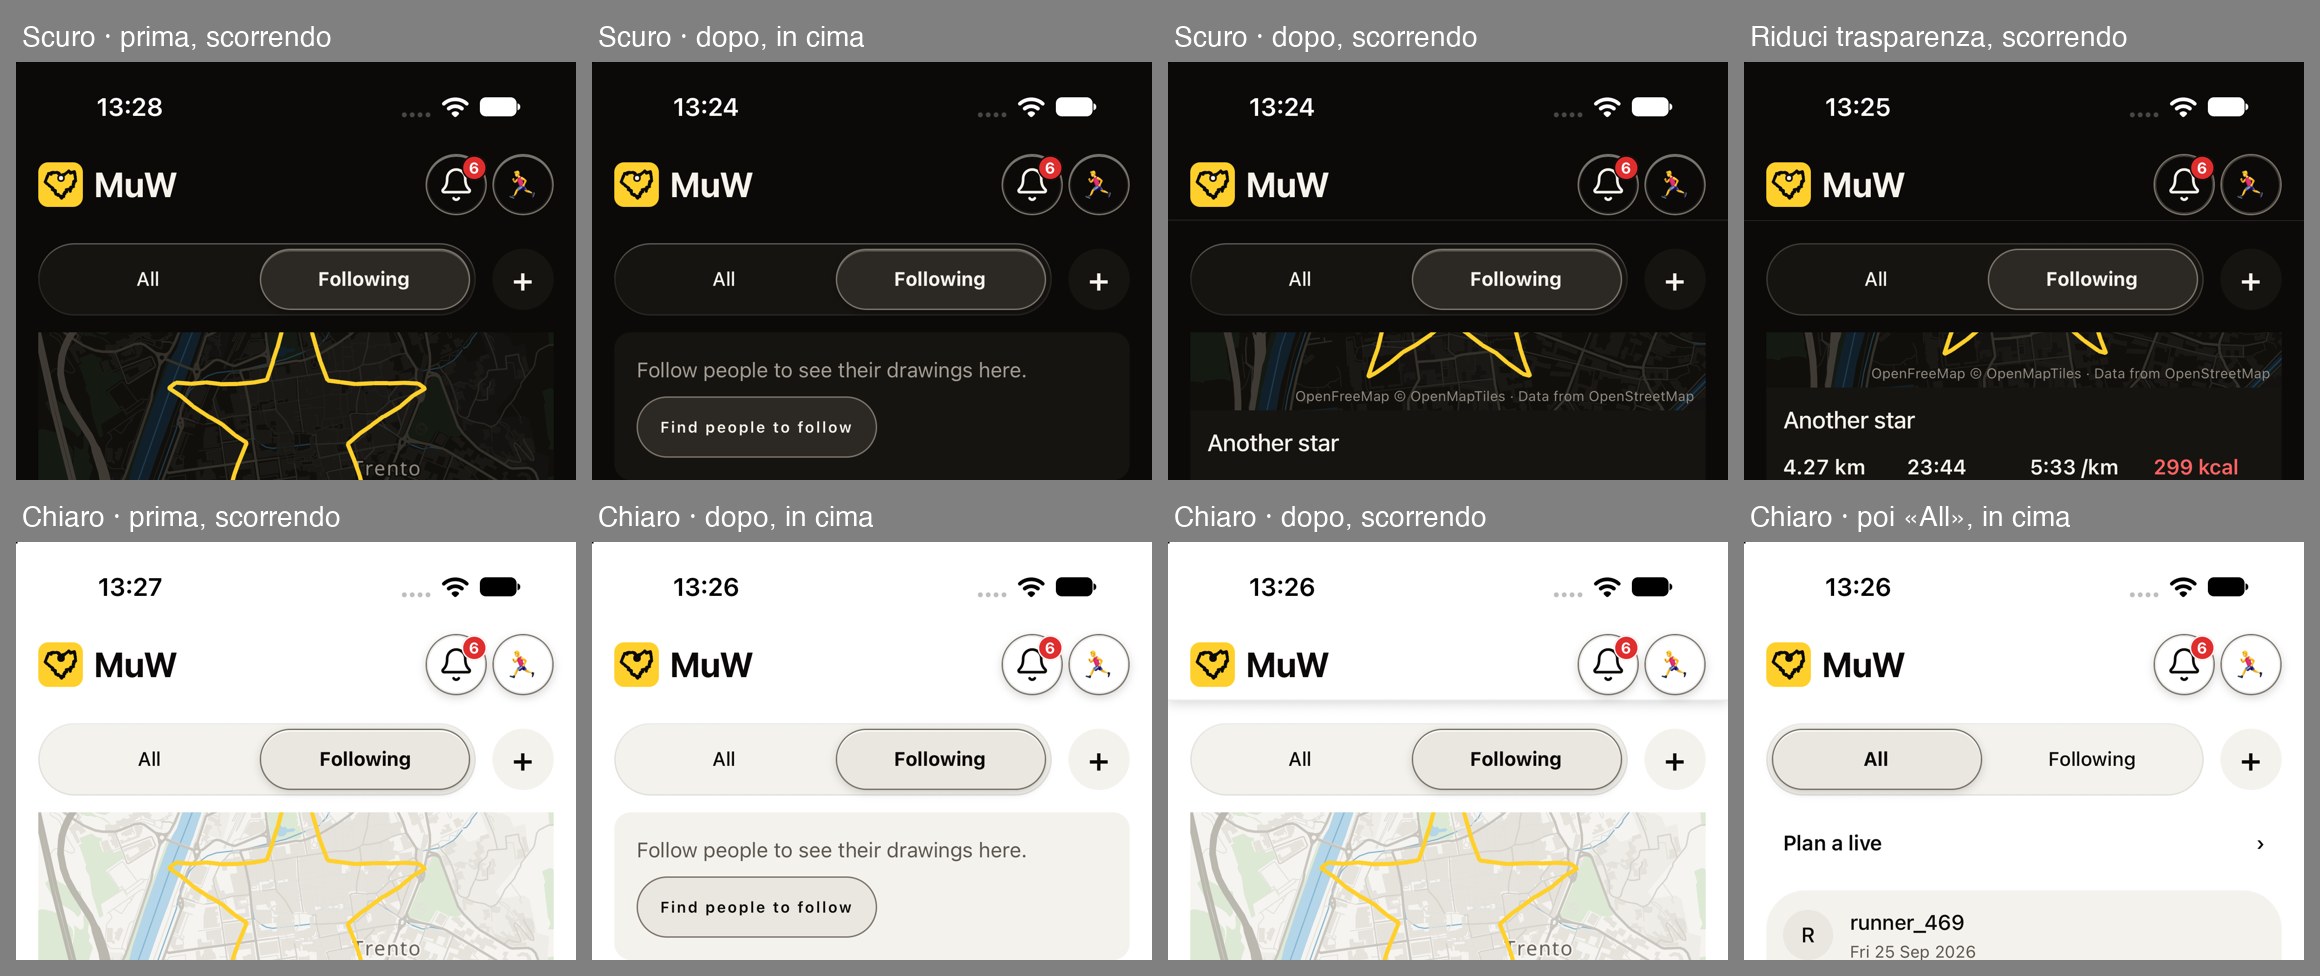 Scuro · prima, scorrendo
13:28
MuW
6
All
Following
+
Trento
Scuro · dopo, in cima
13:24
MuW
6
All
Following
+
Follow people to see their drawings here.
Find people to follow
Scuro · dopo, scorrendo
13:24
MuW
6
All
Following
+
OpenFreeMap © OpenMapTiles · Data from OpenStreetMap
Another star
Riduci trasparenza, scorrendo
13:25
MuW
6
All
Following
+
OpenFreeMap © OpenMapTiles · Data from OpenStreetMap
Another star
4.27 km 23:44 5:33 /km 299 kcal
Chiaro · prima, scorrendo
13:27
MuW
6
All
Following
+
Trento
Chiaro · dopo, in cima
13:26
MuW
6
All
Following
+
Follow people to see their drawings here.
Find people to follow
Chiaro · dopo, scorrendo
13:26
MuW
6
All
Following
+
Trento
Chiaro · poi «All», in cima
13:26
MuW
6
All
Following
+
Plan a live ›
R
runner_469
Fri 25 Sep 2026